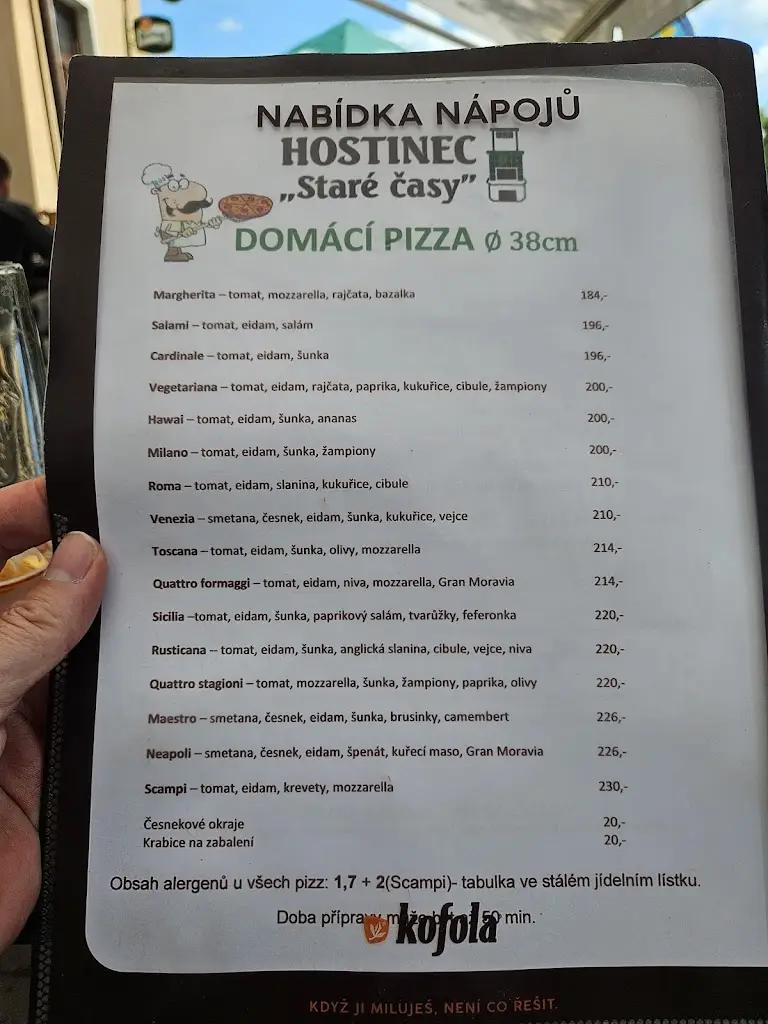 NABÍDKA NÁPOJŮ
HOSTINEC
„Staré časy”
DOMÁCÍ PIZZA Ø 38cm
Margherita – tomat, mozzarella, rajčata, bazalka 184,-
Salami – tomat, eidam, salám 196,-
Cardinale – tomat, eidam, šunka 196,-
Vegetariana – tomat, eidam, rajčata, paprika, kukuřice, cibule, žampiony 200,-
Hawai – tomat, eidam, šunka, ananas 200,-
Milano – tomat, eidam, šunka, žampiony 200,-
Roma – tomat, eidam, slanina, kukuřice, cibule 210,-
Venezia – smetana, česnek, eidam, šunka, kukuřice, vejce 210,-
Toscana – tomat, eidam, šunka, olivy, mozzarella 214,-
Quattro formaggi – tomat, eidam, niva, mozzarella, Gran Moravia 214,-
Sicilia –tomat, eidam, šunka, paprikový salám, tvarůžky, feferonka 220,-
Rusticana -- tomat, eidam, šunka, anglická slanina, cibule, vejce, niva 220,-
Quattro stagioni – tomat, mozzarella, šunka, žampiony, paprika, olivy 220,-
Maestro – smetana, česnek, eidam, šunka, brusinky, camembert 226,-
Neapoli – smetana, česnek, eidam, špenát, kuřecí maso, Gran Moravia 226,-
Scampi – tomat, eidam, krevety, mozzarella 230,-
Česnekové okraje 20,-
Krabice na zabalení 20,-
Obsah alergenů u všech pizz: 1,7 + 2(Scampi)- tabulka ve stálém jídelním lístku.
Doba přípravy může být až 50 min.
kofola
KDYŽ JI MILUJEŠ, NENÍ CO ŘEŠIT.